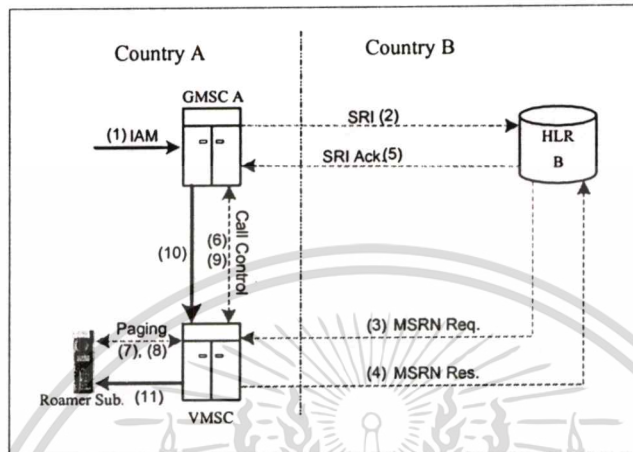 Country A
Country B
GMSC A
(1) IAM
SRI (2)
HLR
B
SRI Ack(5)
(10)
(6)
(9)
Call Control
Paging
(7), (8)
(3) MSRN Req.
(4) MSRN Res.
Roamer Sub.
(11)
VMSC